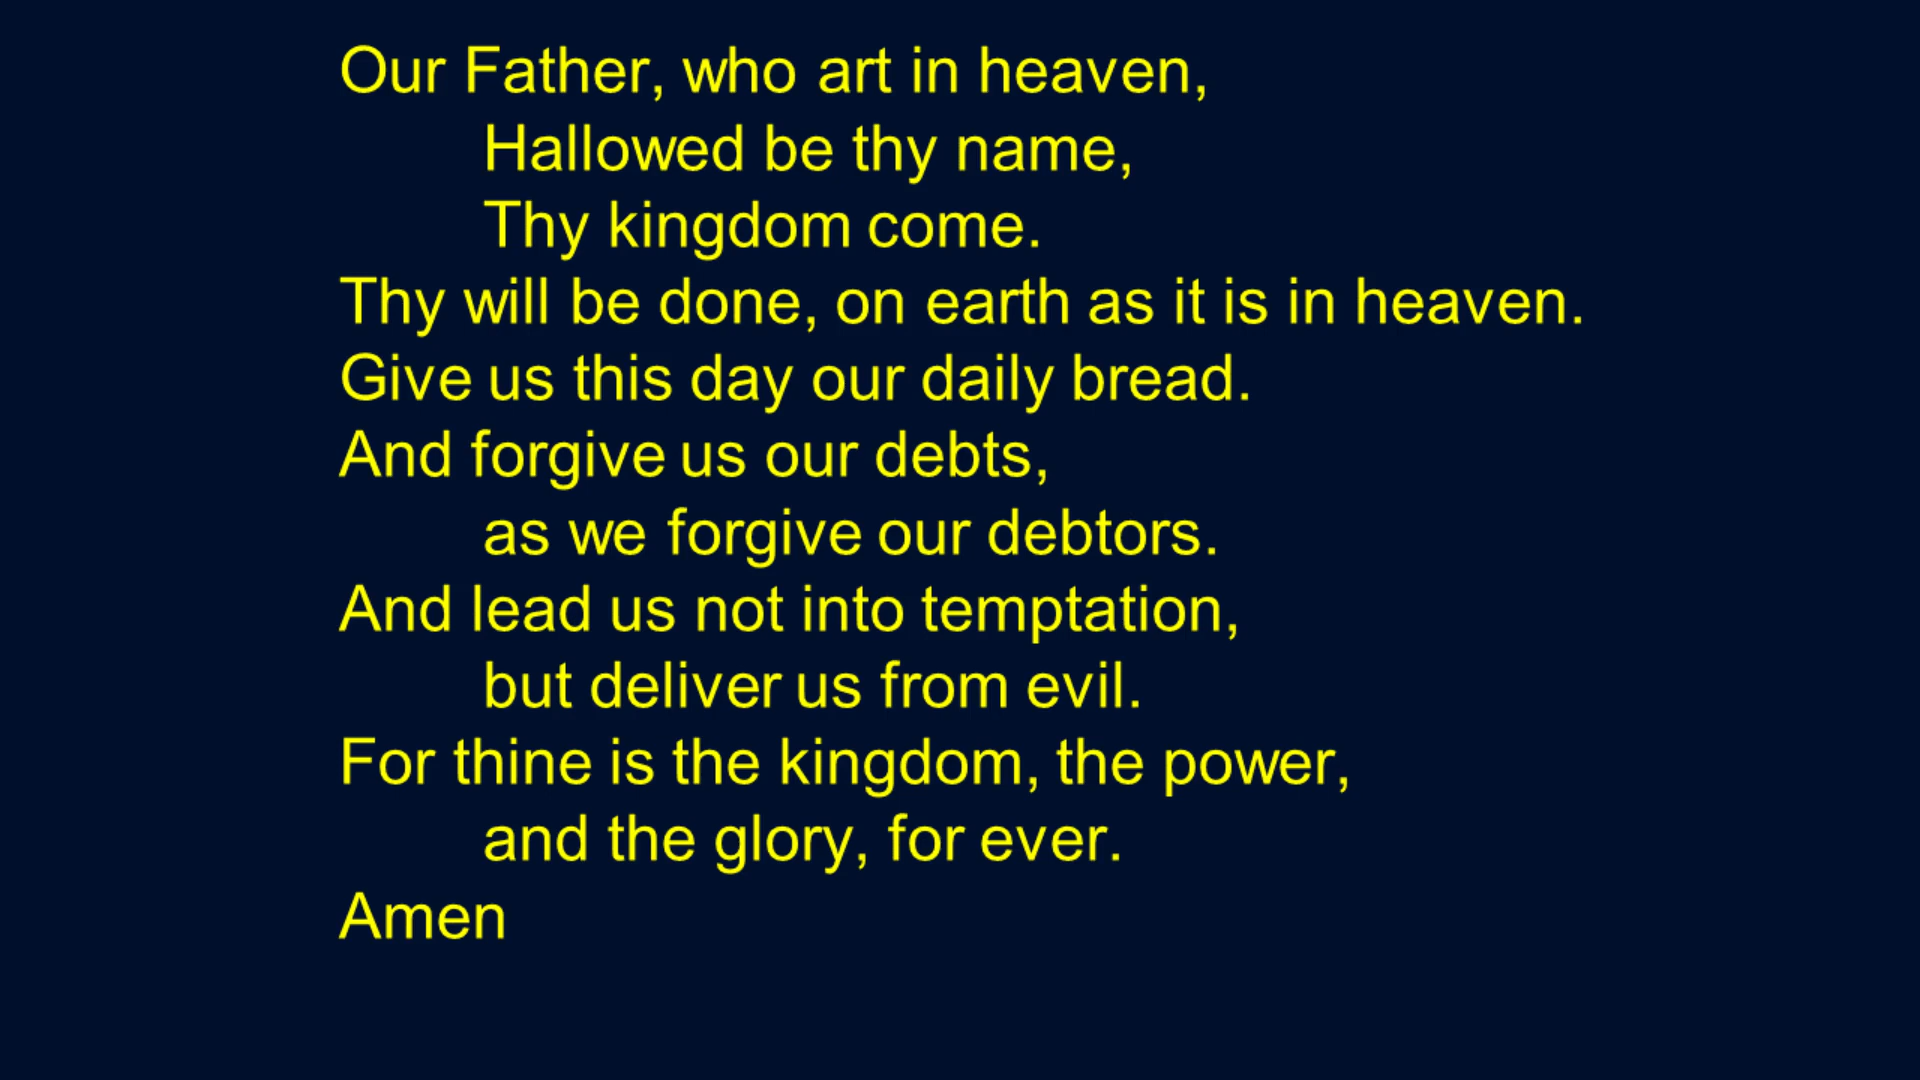 Our Father, who art in heaven,
Hallowed be thy name,
Thy kingdom come.
Thy will be done, on earth as it is in heaven.
Give us this day our daily bread.
And forgive us our debts,
as we forgive our debtors.
And lead us not into temptation,
but deliver us from evil.
For thine is the kingdom, the power,
and the glory, for ever.
Amen